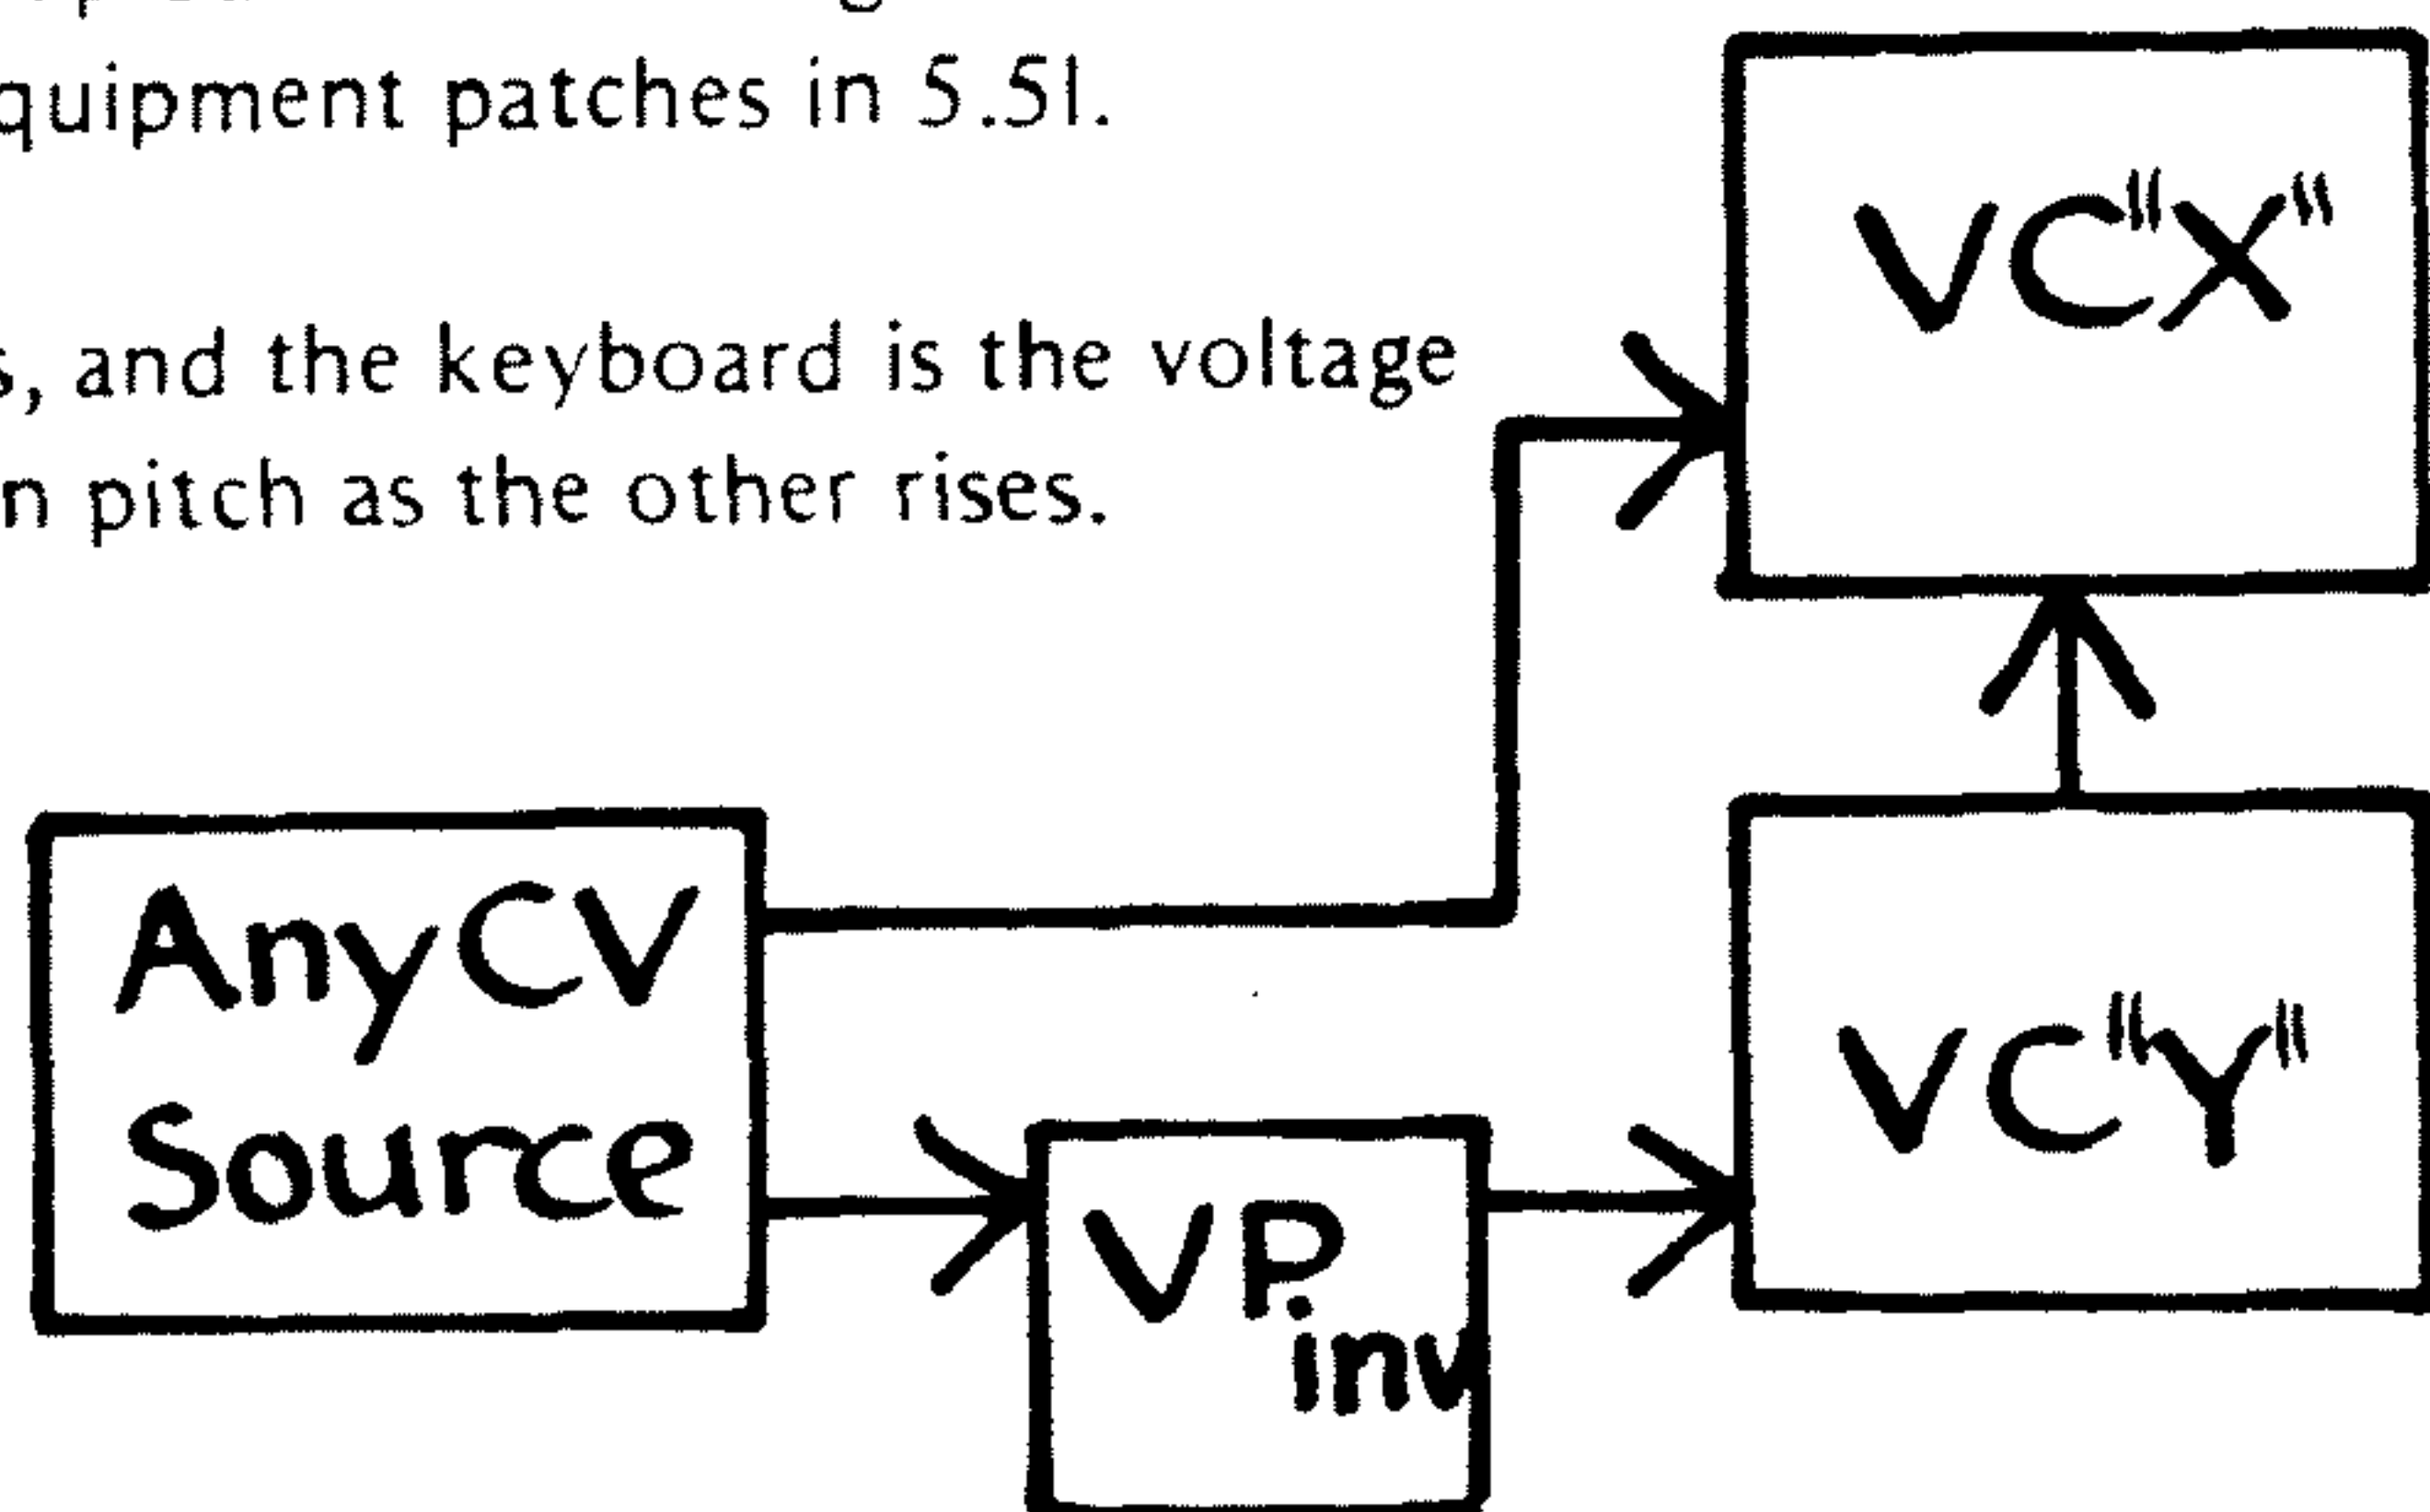 quipment patches in 5.51.
s, and the keyboard is the voltage
n pitch as the other rises.
VC"X"
Any CV
Source
VP inv
VC"Y"